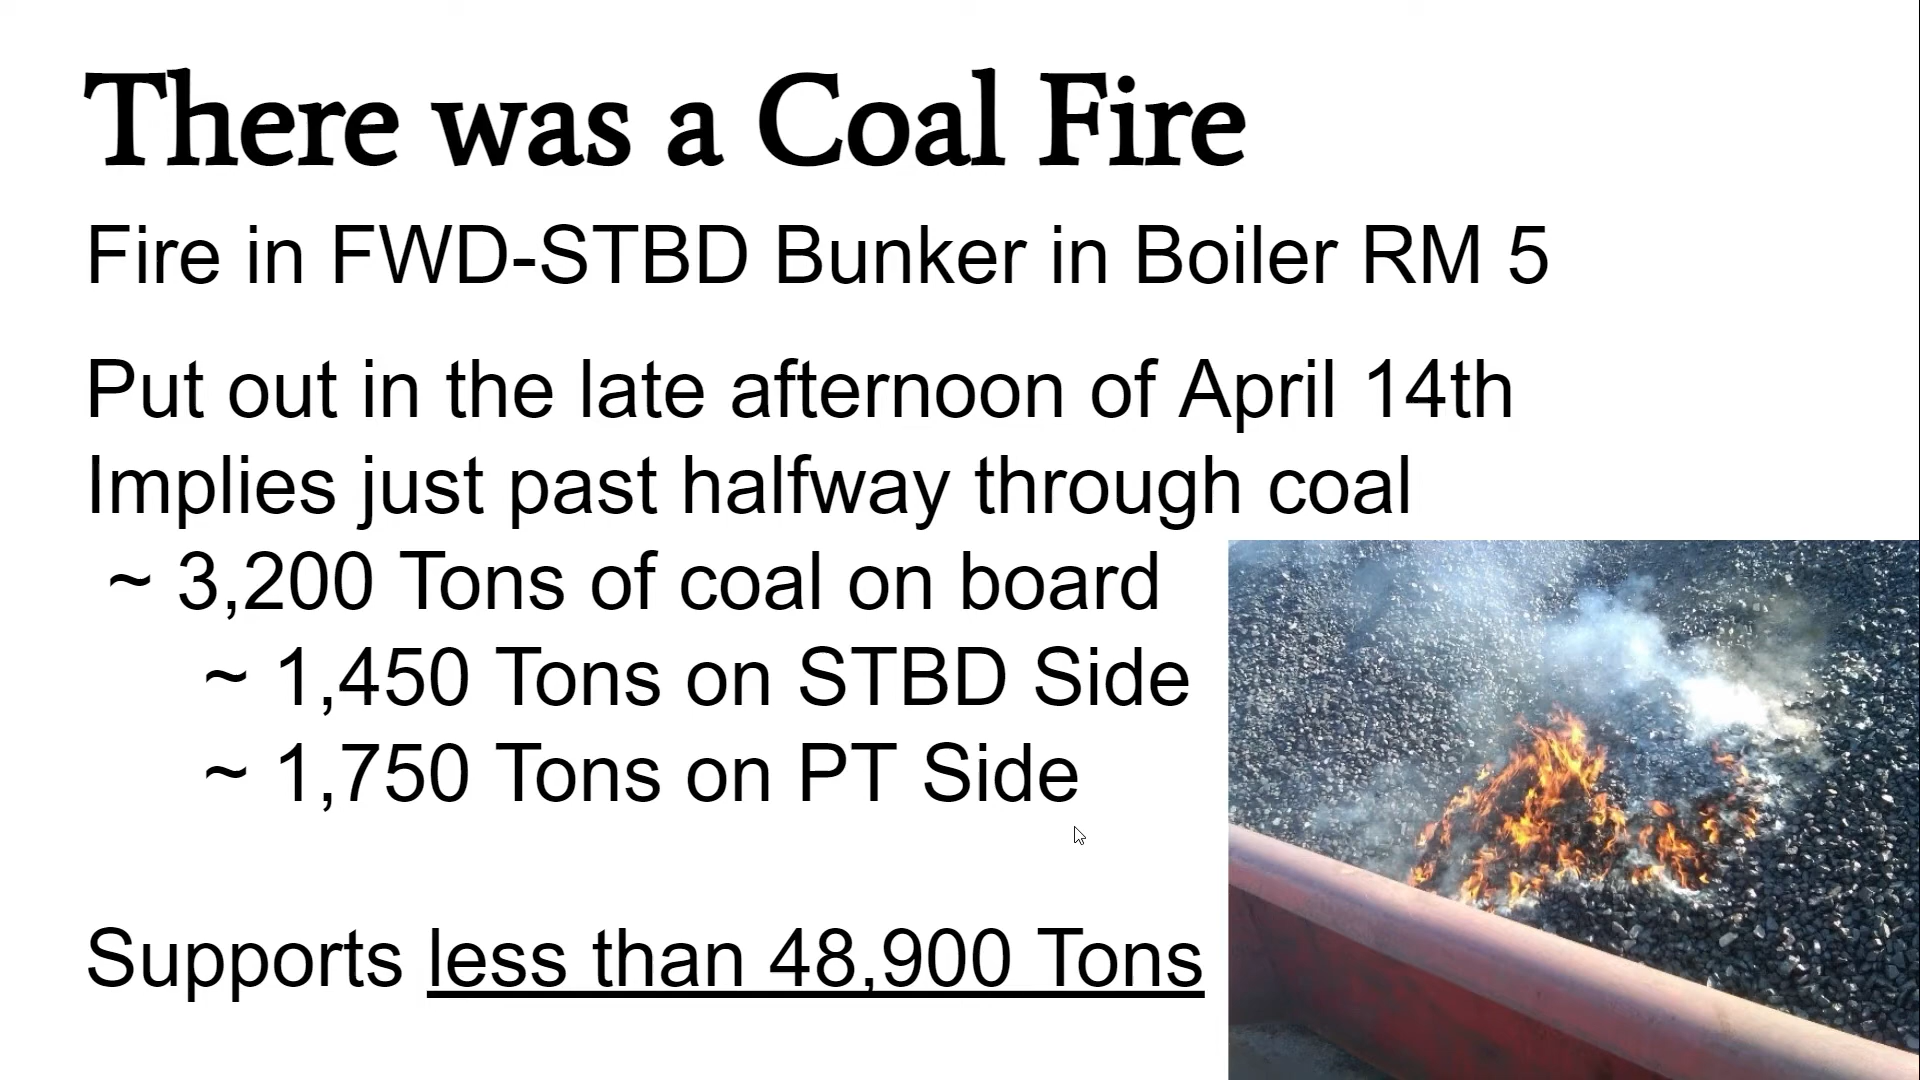 There was a Coal Fire
Fire in FWD-STBD Bunker in Boiler RM 5
Put out in the late afternoon of April 14th
Implies just past halfway through coal
~ 3,200 Tons of coal on board
~ 1,450 Tons on STBD Side
~ 1,750 Tons on PT Side
Supports less than 48,900 Tons